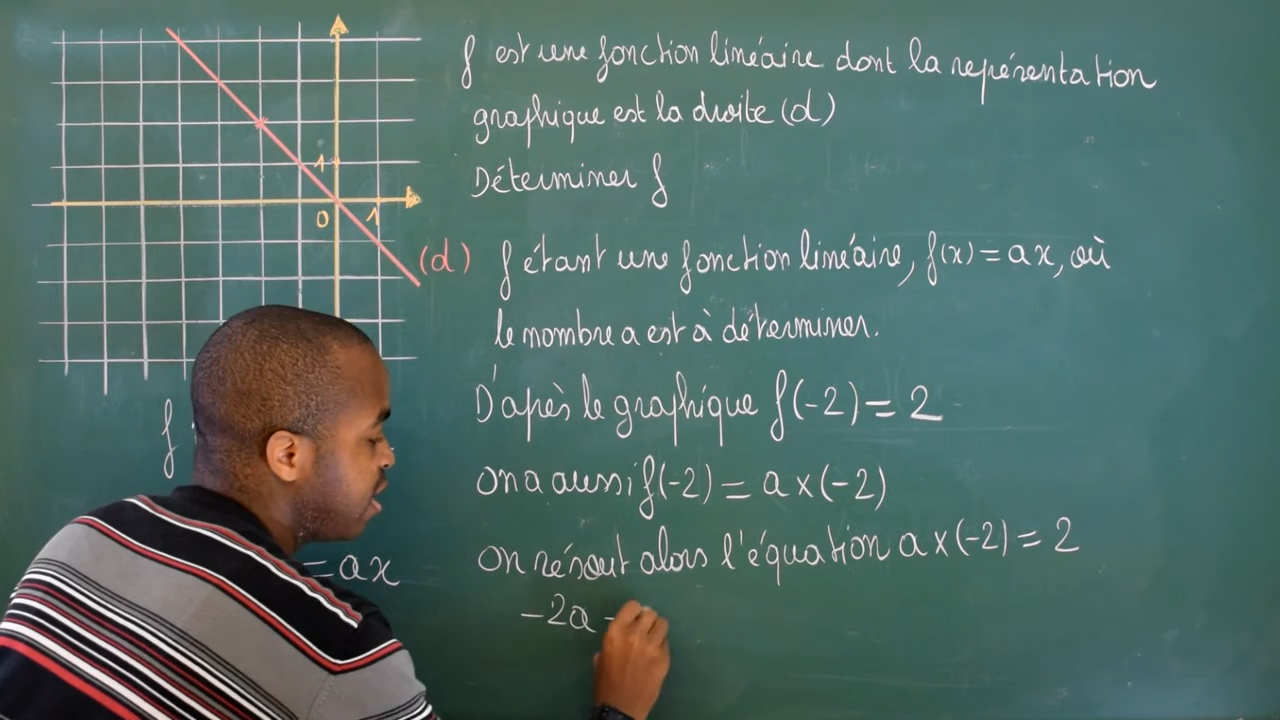 1
0
1
(d)
f est une fonction linéaire dont la représentation
graphique est la droite (d)
Déterminer f
f étant une fonction linéaire, f(x) = ax, où
le nombre a est à déterminer.
D'après le graphique f(-2) = 2
On a aussi f(-2) = a × (-2)
On résout alors l'équation a × (-2) = 2
-2a
f
= ax